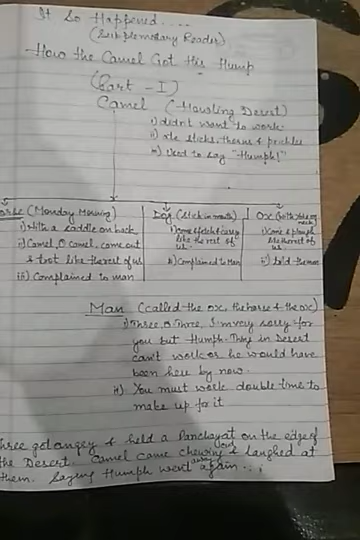 It So Happened....
(Supplementary Reader)
How the Camel Got His Hump
(Part - I)
Camel (Howling Desert)
i) didn't want to work.
ii) ate sticks, thorns & prickles
iii) Used to say "Humph!"
(Monday Morning)
i) With a saddle on back
ii) Camel, O Camel, come out
& trot like the rest of us
iii) Complained to man
Dog (Stick in mouth)
i) Come & fetch & carry
like the rest of
us.
ii) Complained to Man
Ox (with yoke on
neck)
i) Come & plough
like the rest of
us
ii) told the man
Man (called the ox, the horse & the ox)
i) Three, O Three, I'm very sorry for
you but Humph-Thing in Desert
can't work or he would have
been here by now.
ii) You must work double time to
make up for it
three got angry & held a Panchayat on the edge of
the Desert. Camel came chewing & laughed at
them. Saying Humph went away again...